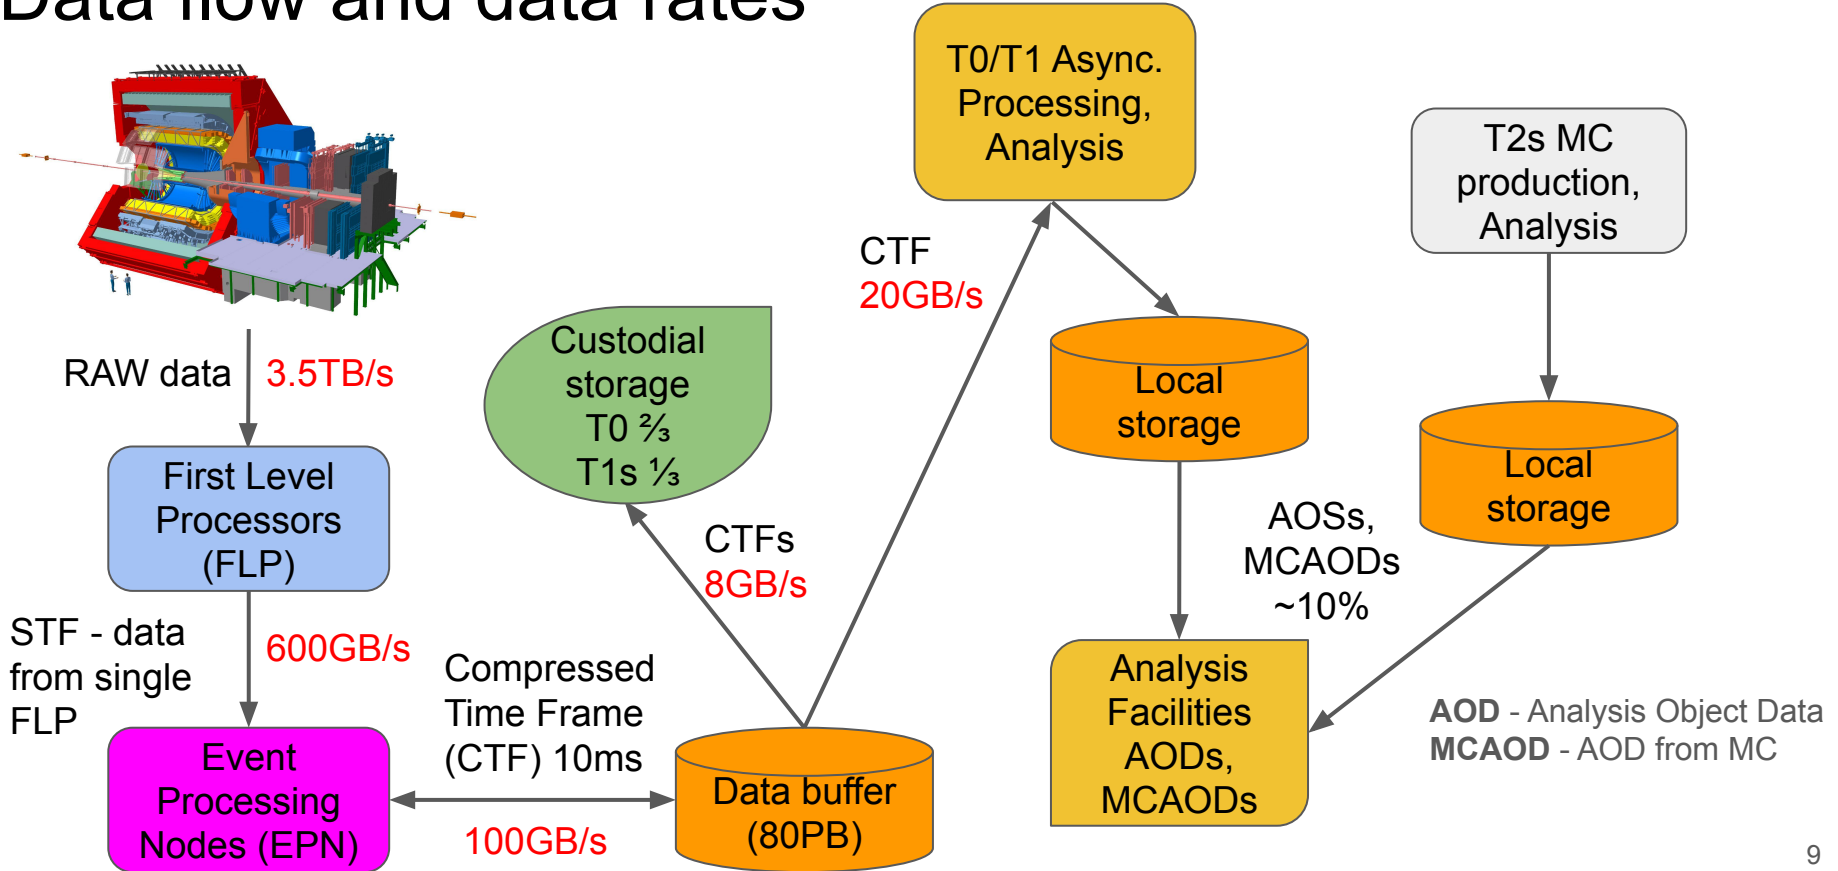 Data flow and data rates
RAW data
3.5TB/s
First Level
Processors
(FLP)
STF - data
from single
FLP
600GB/s
Event
Processing
Nodes (EPN)
Compressed
Time Frame
(CTF) 10ms
100GB/s
Data buffer
(80PB)
Custodial
storage
T0 ⅔
T1s ⅓
CTFs
8GB/s
CTF
20GB/s
T0/T1 Async.
Processing,
Analysis
Local
storage
T2s MC
production,
Analysis
Local
storage
AOSs,
MCAODs
~10%
Analysis
Facilities
AODs,
MCAODs
AOD - Analysis Object Data
MCAOD - AOD from MC
9